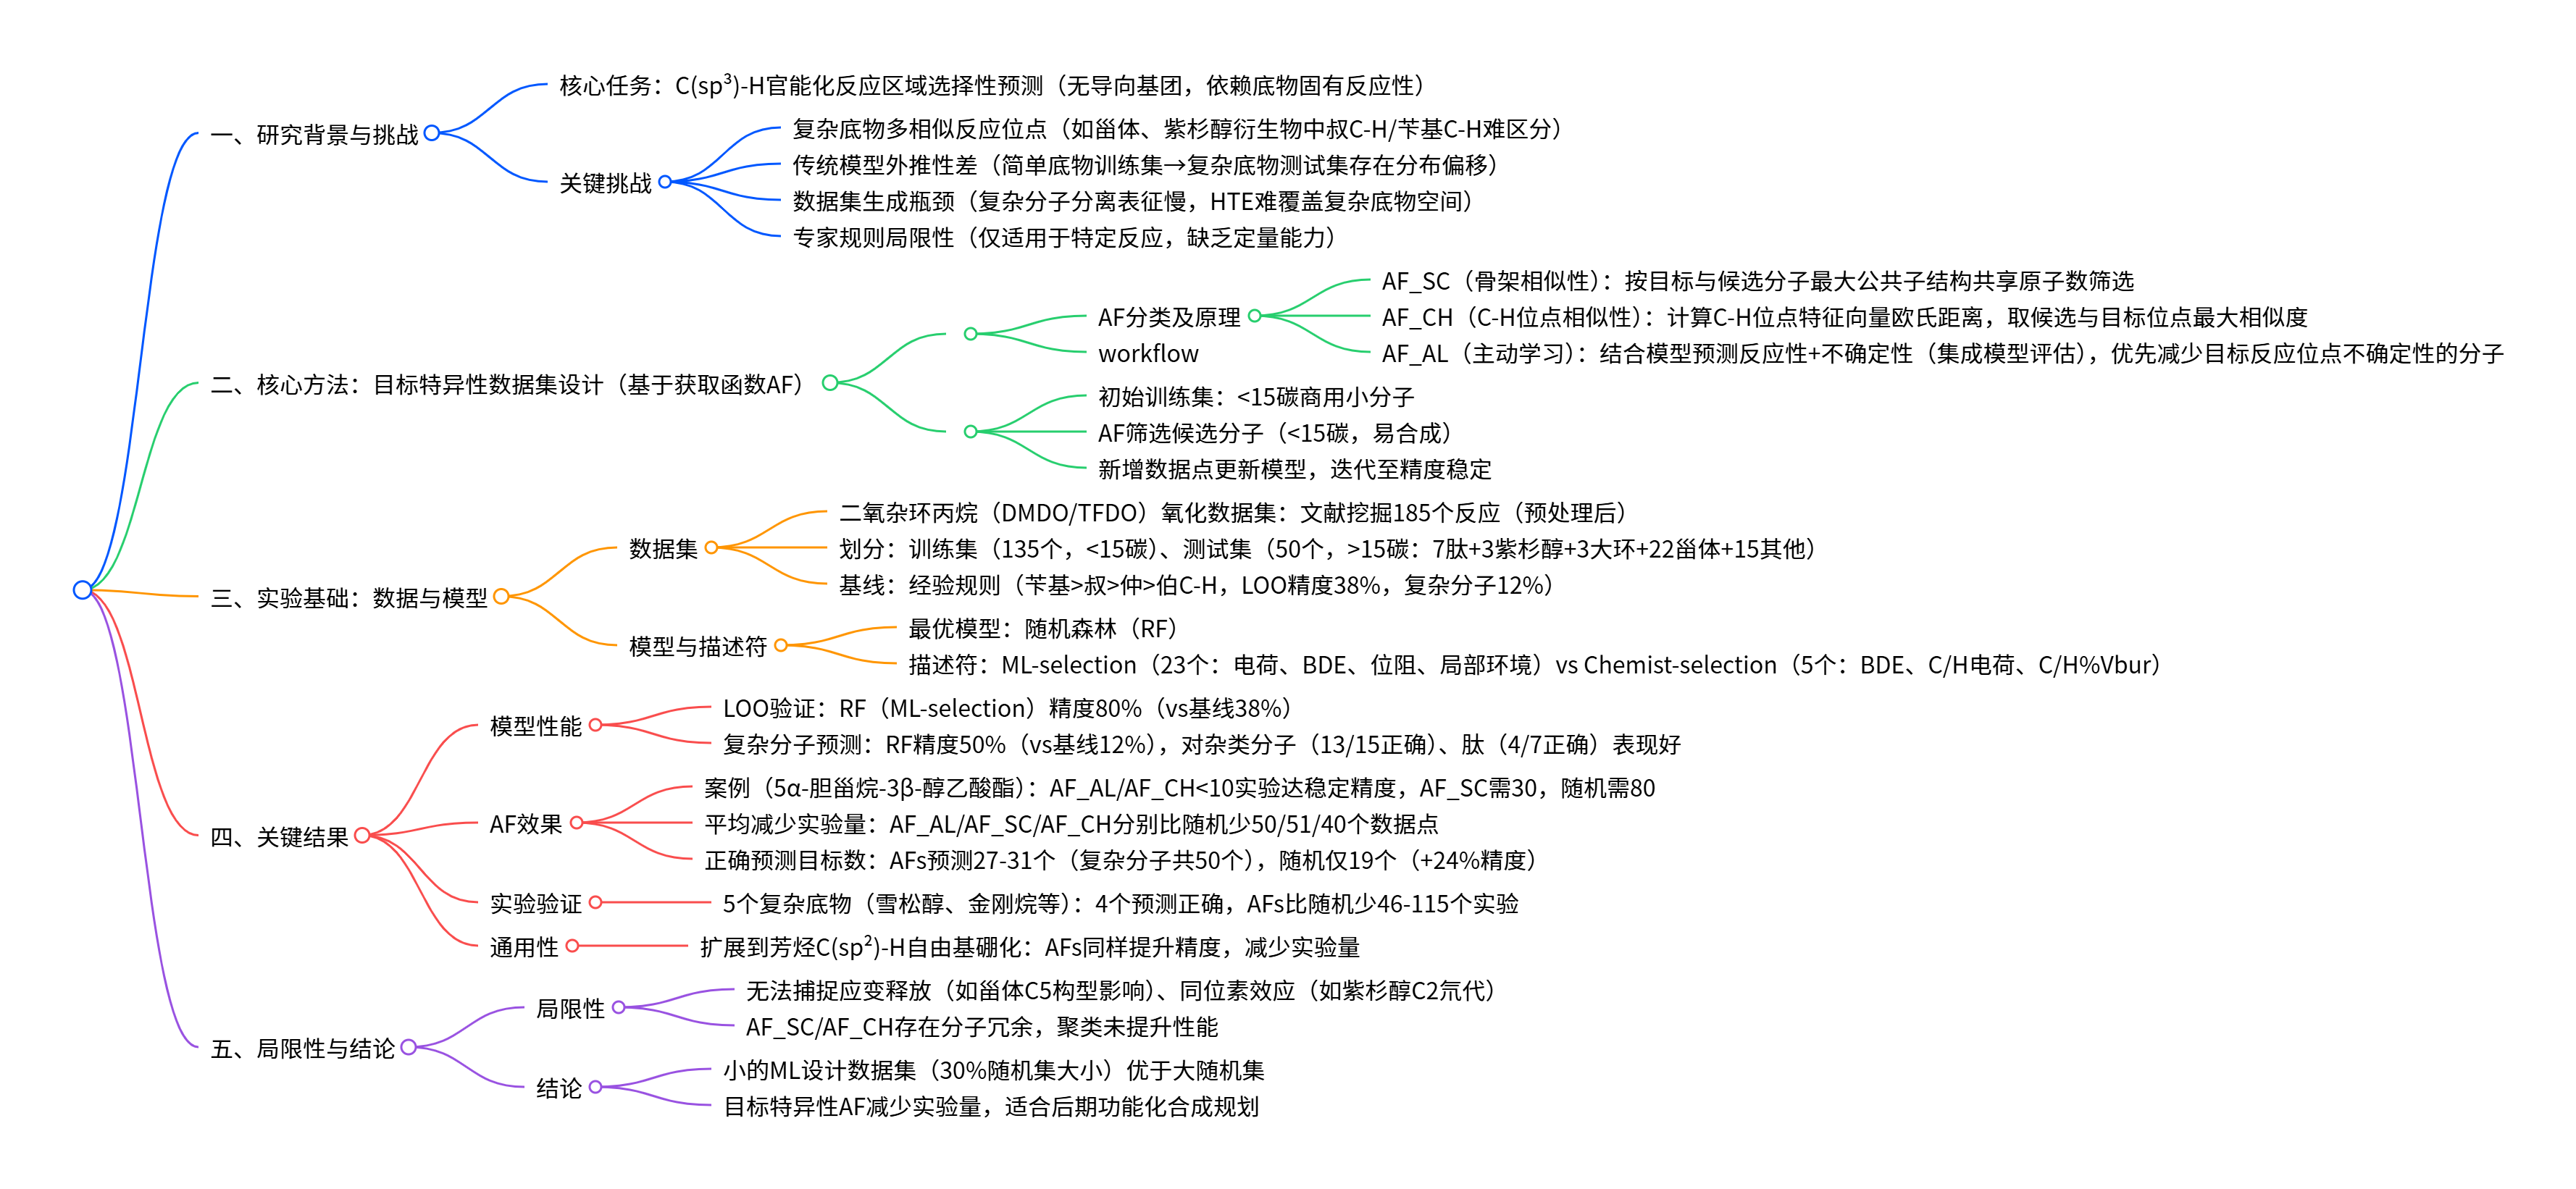 一、研究背景与挑战
核心任务：C(sp³)-H官能化反应区域选择性预测（无导向基团，依赖底物固有反应性）
关键挑战
复杂底物多相似反应位点（如甾体、紫杉醇衍生物中叔C-H/苄基C-H难区分）
传统模型外推性差（简单底物训练集→复杂底物测试集存在分布偏移）
数据集生成瓶颈（复杂分子分离表征慢，HTE难覆盖复杂底物空间）
专家规则局限性（仅适用于特定反应，缺乏定量能力）
二、核心方法：目标特异性数据集设计（基于获取函数AF）
AF分类及原理
AF_SC（骨架相似性）：按目标与候选分子最大公共子结构共享原子数筛选
AF_CH（C-H位点相似性）：计算C-H位点特征向量欧氏距离，取候选与目标位点最大相似度
AF_AL（主动学习）：结合模型预测反应性+不确定性（集成模型评估），优先减少目标反应位点不确定性的分子
workflow
初始训练集：<15碳商用小分子
AF筛选候选分子（<15碳，易合成）
新增数据点更新模型，迭代至精度稳定
三、实验基础：数据与模型
数据集
二氧杂环丙烷（DMDO/TFDO）氧化数据集：文献挖掘185个反应（预处理后）
划分：训练集（135个，<15碳）、测试集（50个，>15碳：7肽+3紫杉醇+3大环+22甾体+15其他）
基线：经验规则（苄基>叔>仲>伯C-H，LOO精度38%，复杂分子12%）
模型与描述符
最优模型：随机森林（RF）
描述符：ML-selection（23个：电荷、BDE、位阻、局部环境）vs Chemist-selection（5个：BDE、C/H电荷、C/H%Vbur）
四、关键结果
模型性能
LOO验证：RF（ML-selection）精度80%（vs基线38%）
复杂分子预测：RF精度50%（vs基线12%），对杂类分子（13/15正确）、肽（4/7正确）表现好
AF效果
案例（5α-胆甾烷-3β-醇乙酸酯）：AF_AL/AF_CH<10实验达稳定精度，AF_SC需30，随机需80
平均减少实验量：AF_AL/AF_SC/AF_CH分别比随机少50/51/40个数据点
正确预测目标数：AFs预测27-31个（复杂分子共50个），随机仅19个（+24%精度）
实验验证
5个复杂底物（雪松醇、金刚烷等）：4个预测正确，AFs比随机少46-115个实验
通用性
扩展到芳烃C(sp²)-H自由基硼化：AFs同样提升精度，减少实验量
五、局限性与结论
局限性
无法捕捉应变释放（如甾体C5构型影响）、同位素效应（如紫杉醇C2氘代）
AF_SC/AF_CH存在分子冗余，聚类未提升性能
结论
小的ML设计数据集（30%随机集大小）优于大随机集
目标特异性AF减少实验量，适合后期功能化合成规划